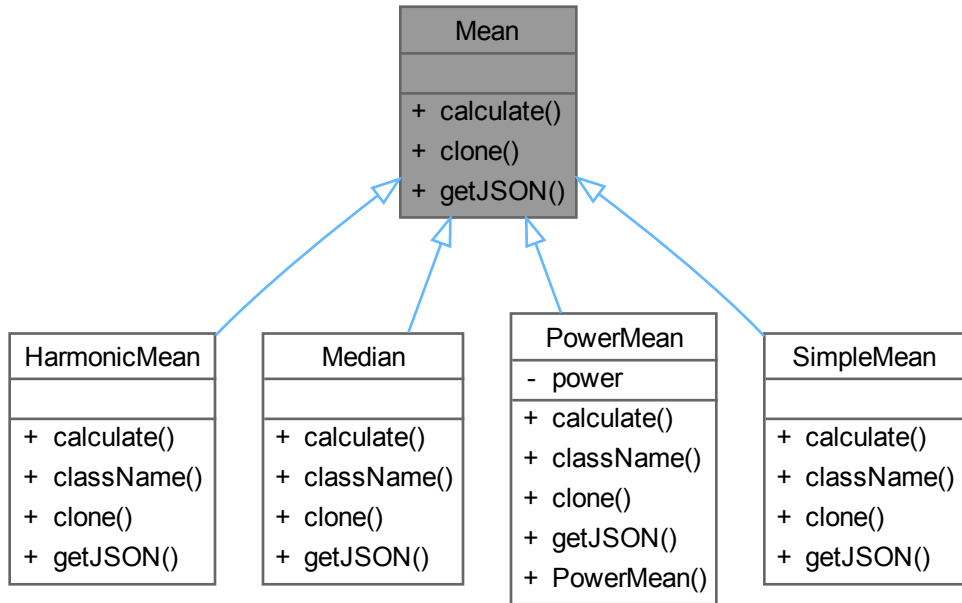 Mean
+ calculate()
+ clone()
+ getJSON()
HarmonicMean
+ calculate()
+ className()
+ clone()
+ getJSON()
Median
+ calculate()
+ className()
+ clone()
+ getJSON()
PowerMean
- power
+ calculate()
+ className()
+ clone()
+ getJSON()
+ PowerMean()
SimpleMean
+ calculate()
+ className()
+ clone()
+ getJSON()